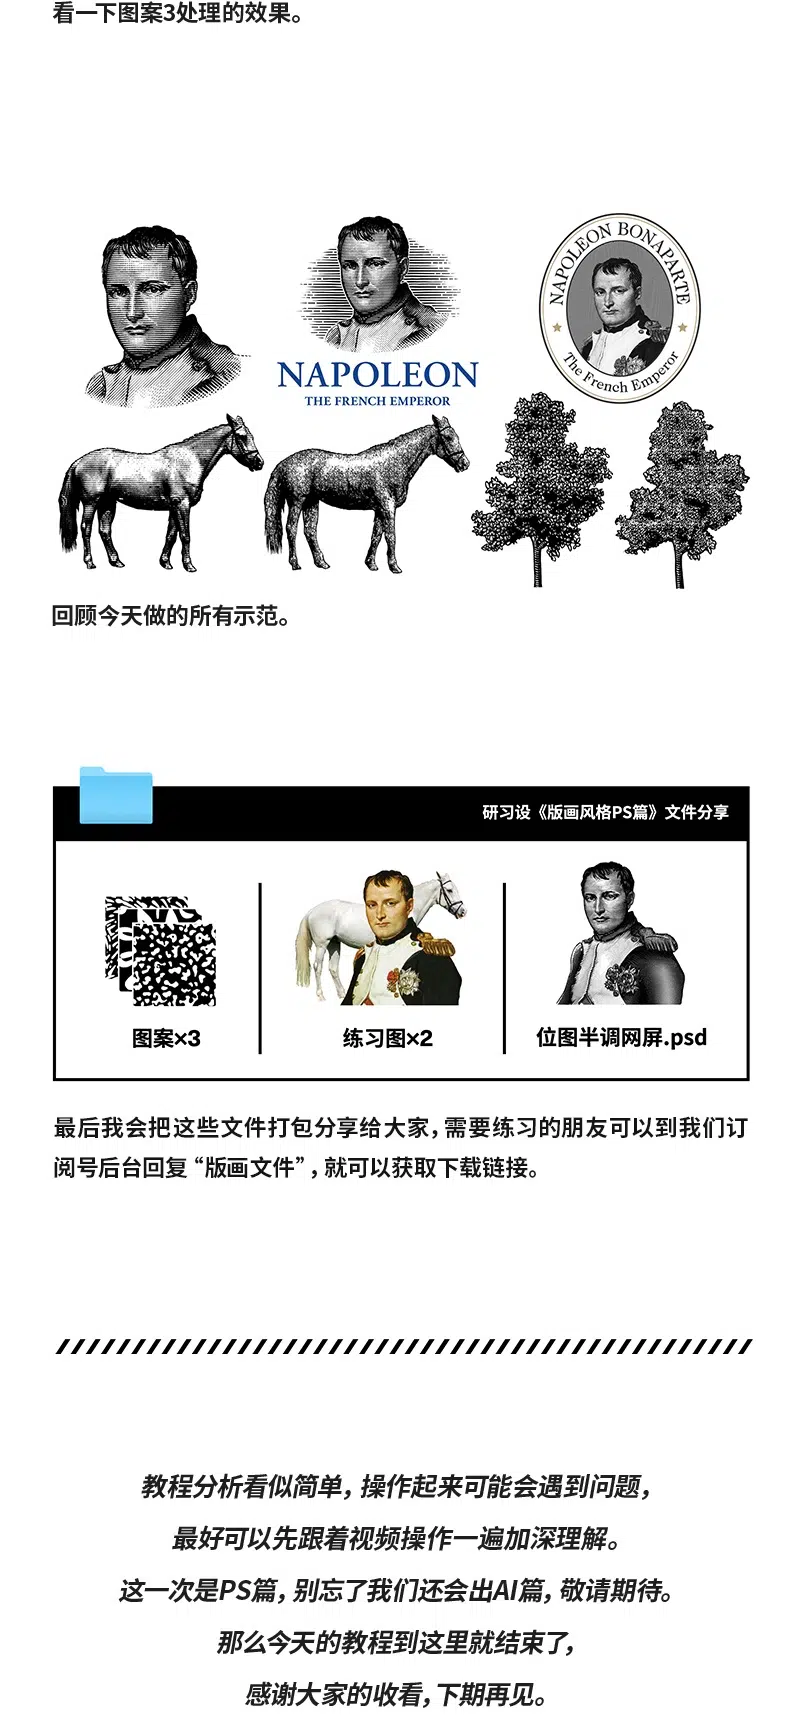 看一下图案3处理的效果。
NAPOLEON BONAPARTE
The French Emperor
NAPOLEON
THE FRENCH EMPEROR
回顾今天做的所有示范。
研习设《版画风格PS篇》文件分享
图案×3
练习图×2
位图半调网屏.psd
最后我会把这些文件打包分享给大家，需要练习的朋友可以到我们订
阅号后台回复“版画文件”，就可以获取下载链接。
教程分析看似简单，操作起来可能会遇到问题，
最好可以先跟着视频操作一遍加深理解。
这一次是PS篇，别忘了我们还会出AI篇，敬请期待。
那么今天的教程到这里就结束了，
感谢大家的收看，下期再见。